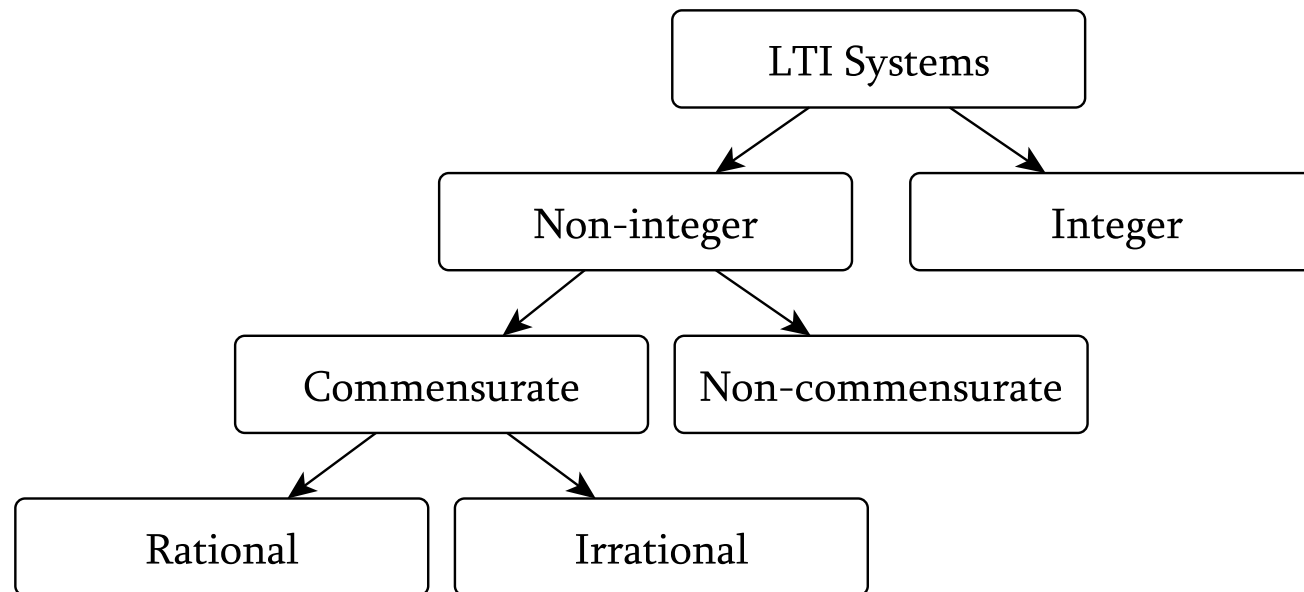 LTI Systems
Non-integer
Integer
Commensurate
Non-commensurate
Rational
Irrational